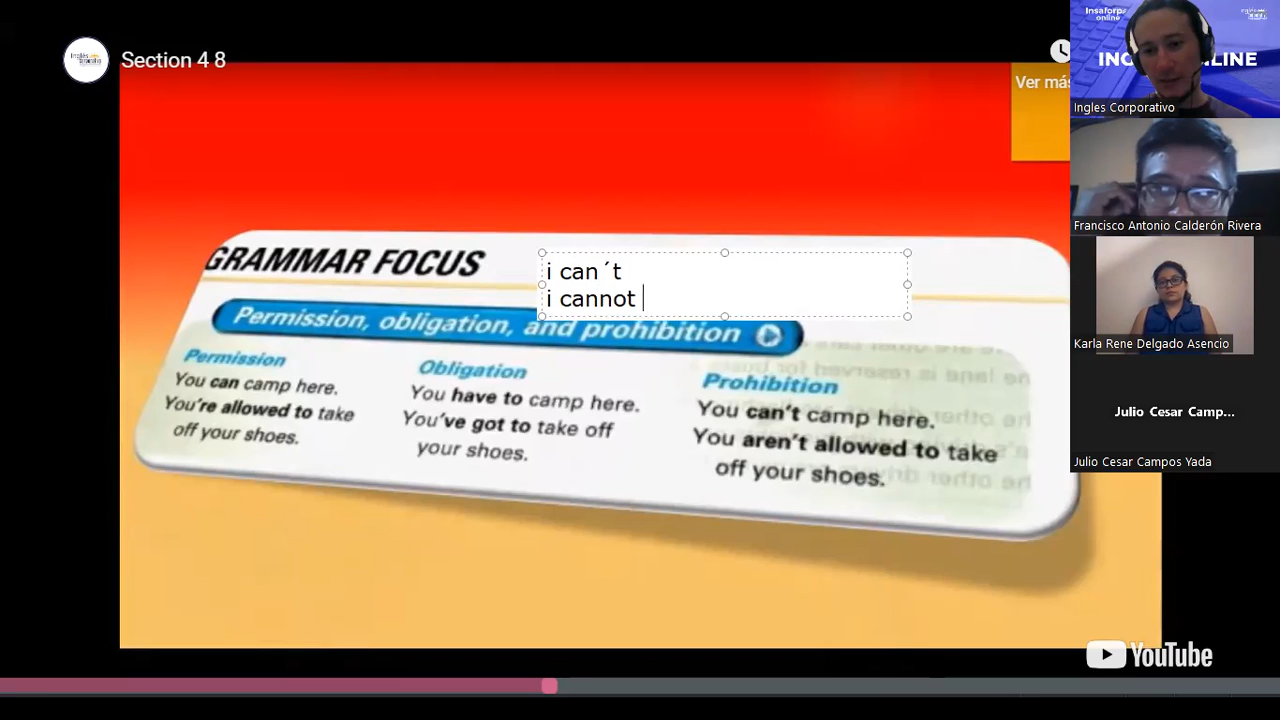 Section 4 8
Ver más
GRAMMAR FOCUS
i can´t
i cannot
Permission, obligation, and prohibition
Permission
You can camp here.
You're allowed to take
off your shoes.
Obligation
You have to camp here.
You've got to take off
your shoes.
Prohibition
You can't camp here.
You aren't allowed to take
off your shoes.
YouTube
Insaforp
online
Ingles Corporativo
Francisco Antonio Calderón Rivera
Karla Rene Delgado Asencio
Julio Cesar Camp...
Julio Cesar Campos Yada